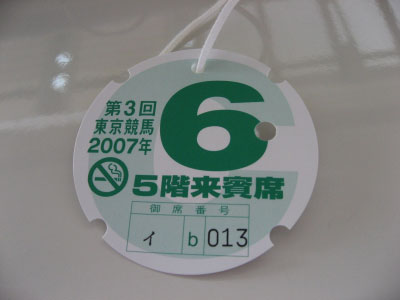 第3回
東京競馬
2007年
6
5階来賓席
御席番号
イ b 013